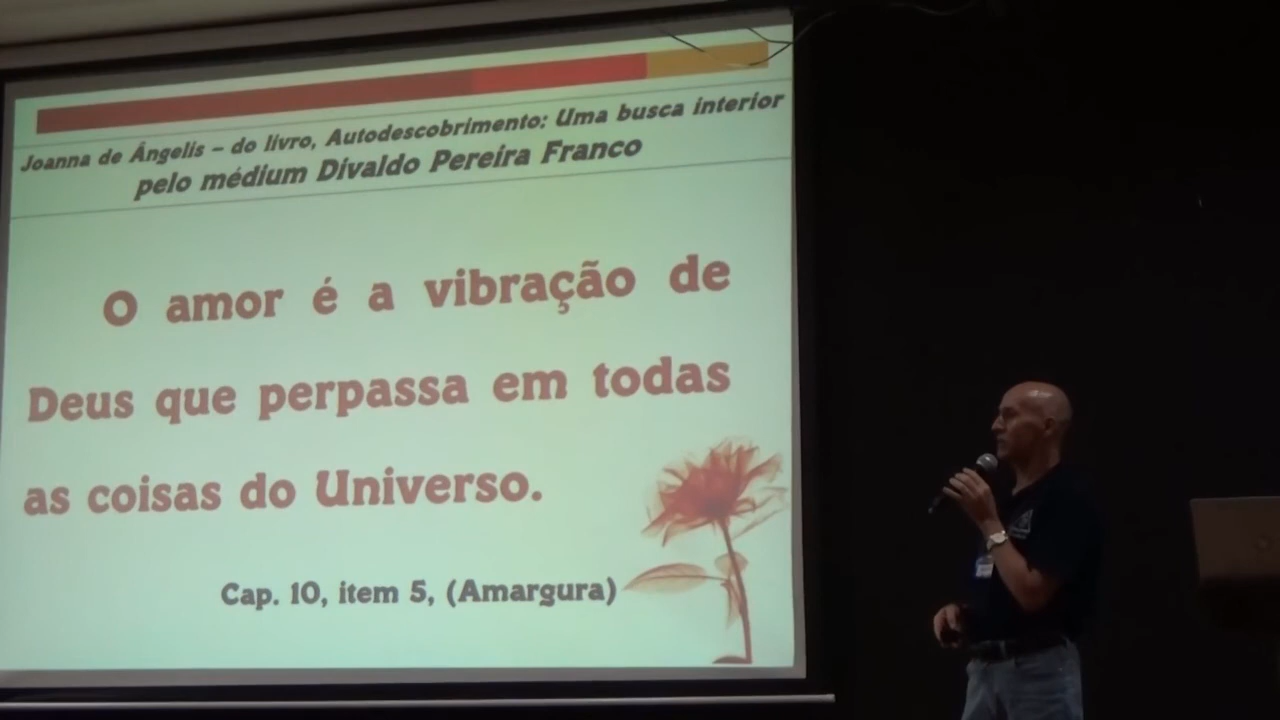 Joanna de Ângelis – do livro, Autodescobrimento: Uma busca interior
pelo médium Divaldo Pereira Franco
O amor é a vibração de
Deus que perpassa em todas
as coisas do Universo.
Cap. 10, item 5, (Amargura)